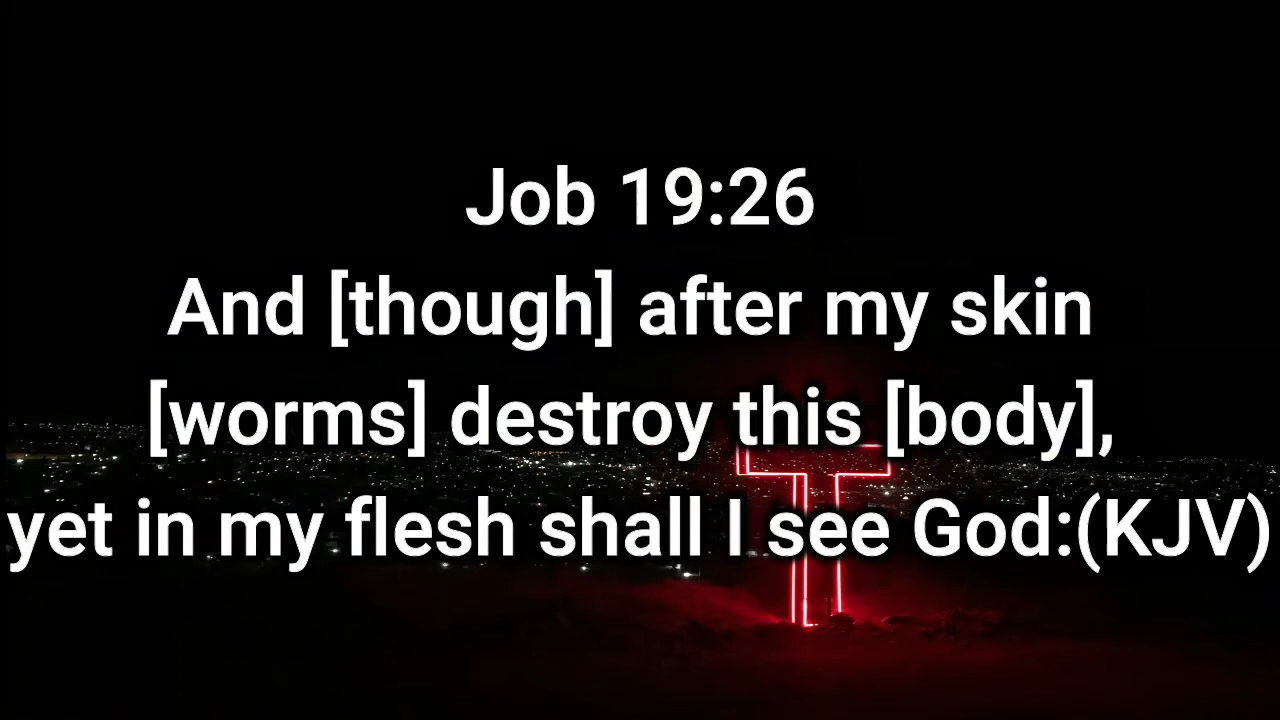 Job 19:26
And [though] after my skin
[worms] destroy this [body],
yet in my flesh shall I see God:(KJV)